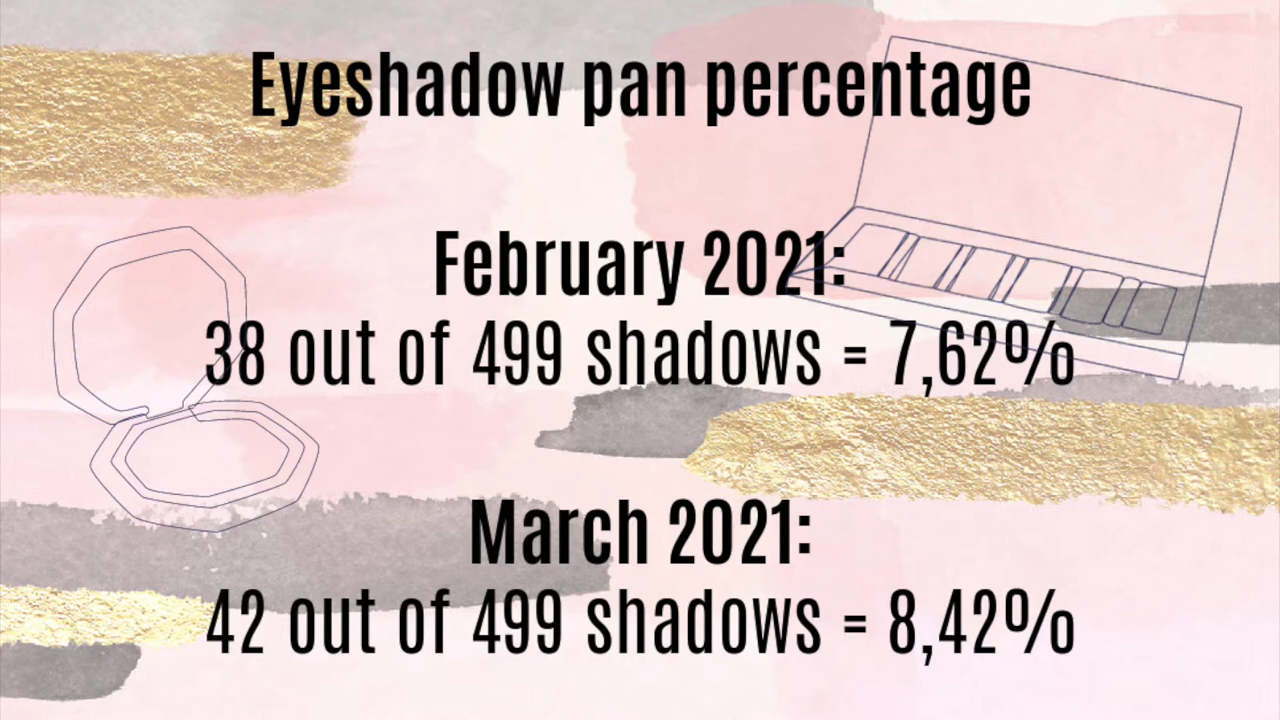 Eyeshadow pan percentage
February 2021:
38 out of 499 shadows = 7,62%
March 2021:
42 out of 499 shadows = 8,42%